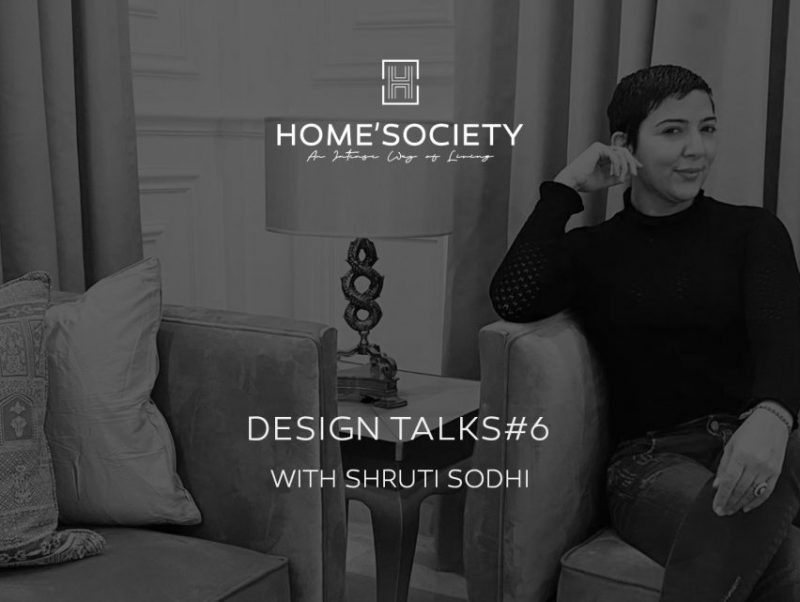 HOME'SOCIETY
An Intense Way of Living
DESIGN TALKS#6
WITH SHRUTI SODHI